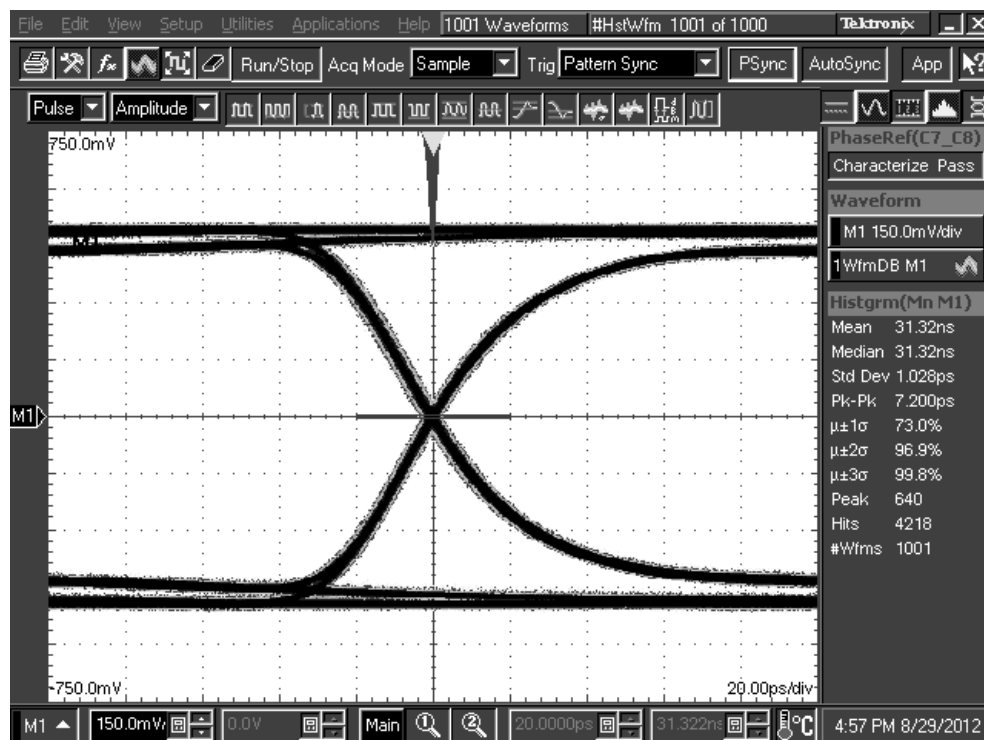 File Edit View Setup Utilities Applications Help 1001 Waveforms #HstWfm 1001 of 1000 Tektronix
Run/Stop Acq Mode Sample Trig Pattern Sync PSync AutoSync App
Pulse Amplitude
750.0mV
PhaseRef(C7_C8)
Characterize Pass
Waveform
M1 150.0mV/div
1 WfmDB M1
Histgrm(Mn M1)
Mean 31.32ns
Median 31.32ns
Std Dev 1.028ps
Pk-Pk 7.200ps
µ±1σ 73.0%
µ±2σ 96.9%
µ±3σ 99.8%
Peak 640
Hits 4218
#Wfms 1001
M1
M1
-750.0mV 20.00ps/div
M1 150.0mV/ 0.0V Main 1 2 20.0000ps 31.322ns °C 4:57 PM 8/29/2012